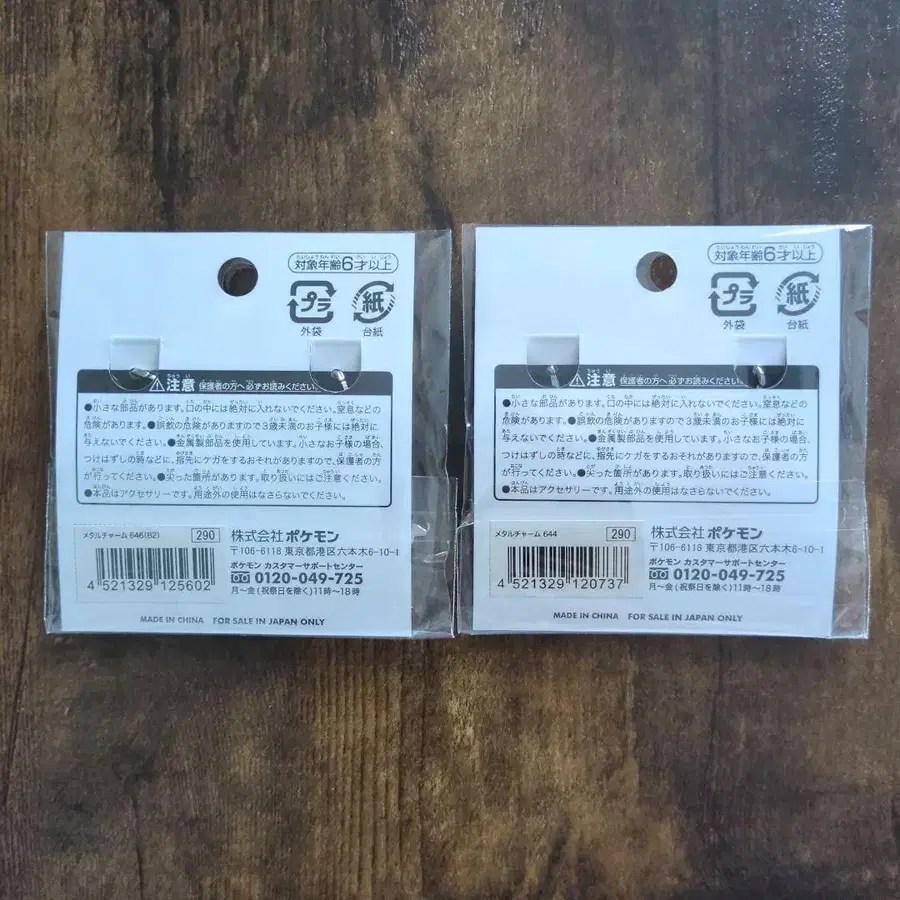 対象年齢6才以上
プラ
紙
外袋
台紙
注意 保護者の方へ必ずお読みください。
●小さな部品があります。口の中には絶対に入れないでください。窒息などの
危険があります。●誤飲の危険がありますので3歳未満のお子様には絶対に
与えないでください。●金属製部品を使用しています。小さなお子様の場合、
つけはずしの時などに、指先にケガをするおそれがありますので、保護者の方
が行ってください。●尖った箇所があります。取り扱いにはご注意ください。
●本品はアクセサリーです。用途外の使用はなさらないでください。
メタルチャーム 646(B2)
290
4 521329 125602
株式会社 ポケモン
〒106-6118 東京都港区六本木6-10-1
ポケモン カスタマーサポートセンター
0120-049-725
月〜金(祝祭日を除く)11時〜18時
MADE IN CHINA FOR SALE IN JAPAN ONLY
対象年齢6才以上
プラ
紙
外袋
台紙
注意 保護者の方へ必ずお読みください。
●小さな部品があります。口の中には絶対に入れないでください。窒息などの
危険があります。●誤飲の危険がありますので3歳未満のお子様には絶対に
与えないでください。●金属製部品を使用しています。小さなお子様の場合、
つけはずしの時などに、指先にケガをするおそれがありますので、保護者の方
が行ってください。●尖った箇所があります。取り扱いにはご注意ください。
●本品はアクセサリーです。用途外の使用はなさらないでください。
メタルチャーム 644
290
4 521329 120737
株式会社 ポケモン
〒106-6118 東京都港区六本木6-10-1
ポケモン カスタマーサポートセンター
0120-049-725
月〜金(祝祭日を除く)11時〜18時
MADE IN CHINA FOR SALE IN JAPAN ONLY